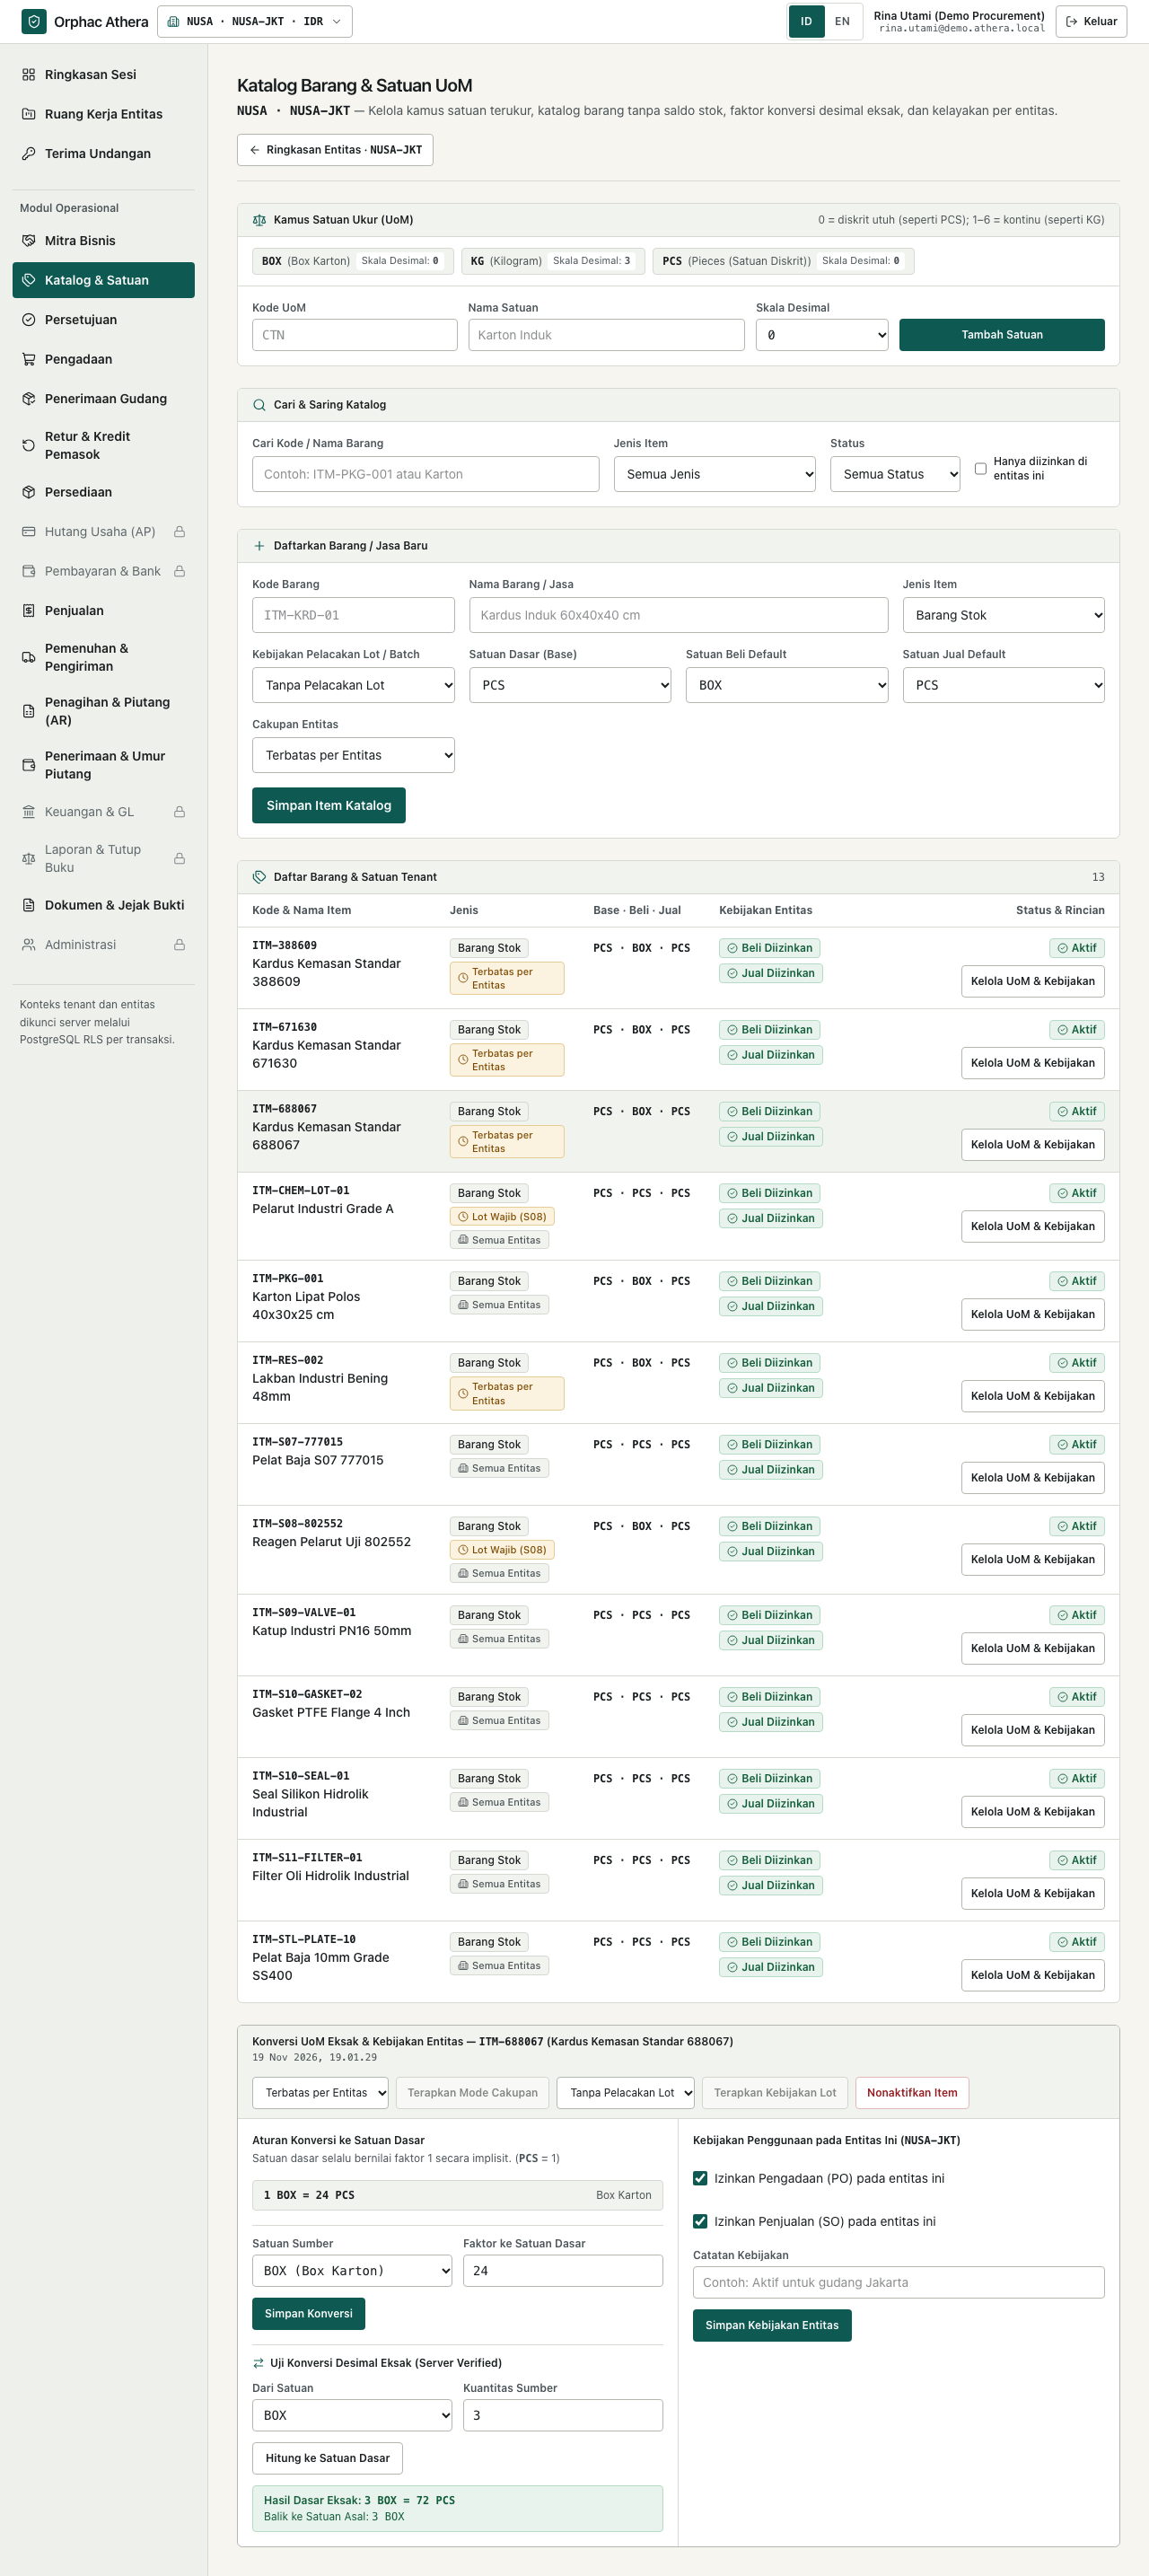 Orphac Athera
NUSA · NUSA-JKT · IDR
ID
EN
Rina Utami (Demo Procurement)
rina.utami@demo.athera.local
Keluar
Ringkasan Sesi
Ruang Kerja Entitas
Terima Undangan
Modul Operasional
Mitra Bisnis
Katalog & Satuan
Persetujuan
Pengadaan
Penerimaan Gudang
Retur & Kredit
Pemasok
Persediaan
Hutang Usaha (AP)
Pembayaran & Bank
Penjualan
Pemenuhan &
Pengiriman
Penagihan & Piutang
(AR)
Penerimaan & Umur
Piutang
Keuangan & GL
Laporan & Tutup
Buku
Dokumen & Jejak Bukti
Administrasi
Konteks tenant dan entitas
dikunci server melalui
PostgreSQL RLS per transaksi.
Katalog Barang & Satuan UoM
NUSA · NUSA-JKT — Kelola kamus satuan terukur, katalog barang tanpa saldo stok, faktor konversi desimal eksak, dan kelayakan per entitas.
Ringkasan Entitas · NUSA-JKT
Kamus Satuan Ukur (UoM)
0 = diskrit utuh (seperti PCS); 1–6 = kontinu (seperti KG)
BOX (Box Karton) Skala Desimal: 0
KG (Kilogram) Skala Desimal: 3
PCS (Pieces (Satuan Diskrit)) Skala Desimal: 0
Kode UoM
Nama Satuan
Skala Desimal
CTN
Karton Induk
0
Tambah Satuan
Cari & Saring Katalog
Cari Kode / Nama Barang
Jenis Item
Status
Contoh: ITM-PKG-001 atau Karton
Semua Jenis
Semua Status
Hanya diizinkan di
entitas ini
Daftarkan Barang / Jasa Baru
Kode Barang
Nama Barang / Jasa
Jenis Item
ITM-KRD-01
Kardus Induk 60x40x40 cm
Barang Stok
Kebijakan Pelacakan Lot / Batch
Satuan Dasar (Base)
Satuan Beli Default
Satuan Jual Default
Tanpa Pelacakan Lot
PCS
BOX
PCS
Cakupan Entitas
Terbatas per Entitas
Simpan Item Katalog
Daftar Barang & Satuan Tenant
13
Kode & Nama Item
Jenis
Base · Beli · Jual
Kebijakan Entitas
Status & Rincian
ITM-388609
Kardus Kemasan Standar
388609
Barang Stok
Terbatas per
Entitas
PCS · BOX · PCS
Beli Diizinkan
Jual Diizinkan
Aktif
Kelola UoM & Kebijakan
ITM-671630
Kardus Kemasan Standar
671630
Barang Stok
Terbatas per
Entitas
PCS · BOX · PCS
Beli Diizinkan
Jual Diizinkan
Aktif
Kelola UoM & Kebijakan
ITM-688067
Kardus Kemasan Standar
688067
Barang Stok
Terbatas per
Entitas
PCS · BOX · PCS
Beli Diizinkan
Jual Diizinkan
Aktif
Kelola UoM & Kebijakan
ITM-CHEM-LOT-01
Pelarut Industri Grade A
Barang Stok
Lot Wajib (S08)
Semua Entitas
PCS · PCS · PCS
Beli Diizinkan
Jual Diizinkan
Aktif
Kelola UoM & Kebijakan
ITM-PKG-001
Karton Lipat Polos
40x30x25 cm
Barang Stok
Semua Entitas
PCS · BOX · PCS
Beli Diizinkan
Jual Diizinkan
Aktif
Kelola UoM & Kebijakan
ITM-RES-002
Lakban Industri Bening
48mm
Barang Stok
Terbatas per
Entitas
PCS · BOX · PCS
Beli Diizinkan
Jual Diizinkan
Aktif
Kelola UoM & Kebijakan
ITM-S07-777015
Pelat Baja S07 777015
Barang Stok
Semua Entitas
PCS · PCS · PCS
Beli Diizinkan
Jual Diizinkan
Aktif
Kelola UoM & Kebijakan
ITM-S08-802552
Reagen Pelarut Uji 802552
Barang Stok
Lot Wajib (S08)
Semua Entitas
PCS · BOX · PCS
Beli Diizinkan
Jual Diizinkan
Aktif
Kelola UoM & Kebijakan
ITM-S09-VALVE-01
Katup Industri PN16 50mm
Barang Stok
Semua Entitas
PCS · PCS · PCS
Beli Diizinkan
Jual Diizinkan
Aktif
Kelola UoM & Kebijakan
ITM-S10-GASKET-02
Gasket PTFE Flange 4 Inch
Barang Stok
Semua Entitas
PCS · PCS · PCS
Beli Diizinkan
Jual Diizinkan
Aktif
Kelola UoM & Kebijakan
ITM-S10-SEAL-01
Seal Silikon Hidrolik
Industrial
Barang Stok
Semua Entitas
PCS · PCS · PCS
Beli Diizinkan
Jual Diizinkan
Aktif
Kelola UoM & Kebijakan
ITM-S11-FILTER-01
Filter Oli Hidrolik Industrial
Barang Stok
Semua Entitas
PCS · PCS · PCS
Beli Diizinkan
Jual Diizinkan
Aktif
Kelola UoM & Kebijakan
ITM-STL-PLATE-10
Pelat Baja 10mm Grade
SS400
Barang Stok
Semua Entitas
PCS · PCS · PCS
Beli Diizinkan
Jual Diizinkan
Aktif
Kelola UoM & Kebijakan
Konversi UoM Eksak & Kebijakan Entitas — ITM-688067 (Kardus Kemasan Standar 688067)
19 Nov 2026, 19.01.29
Terbatas per Entitas
Terapkan Mode Cakupan
Tanpa Pelacakan Lot
Terapkan Kebijakan Lot
Nonaktifkan Item
Aturan Konversi ke Satuan Dasar
Satuan dasar selalu bernilai faktor 1 secara implisit. (PCS = 1)
1 BOX = 24 PCS
Box Karton
Satuan Sumber
Faktor ke Satuan Dasar
BOX (Box Karton)
24
Simpan Konversi
Uji Konversi Desimal Eksak (Server Verified)
Dari Satuan
Kuantitas Sumber
BOX
3
Hitung ke Satuan Dasar
Hasil Dasar Eksak: 3 BOX = 72 PCS
Balik ke Satuan Asal: 3 BOX
Kebijakan Penggunaan pada Entitas Ini (NUSA-JKT)
Izinkan Pengadaan (PO) pada entitas ini
Izinkan Penjualan (SO) pada entitas ini
Catatan Kebijakan
Contoh: Aktif untuk gudang Jakarta
Simpan Kebijakan Entitas